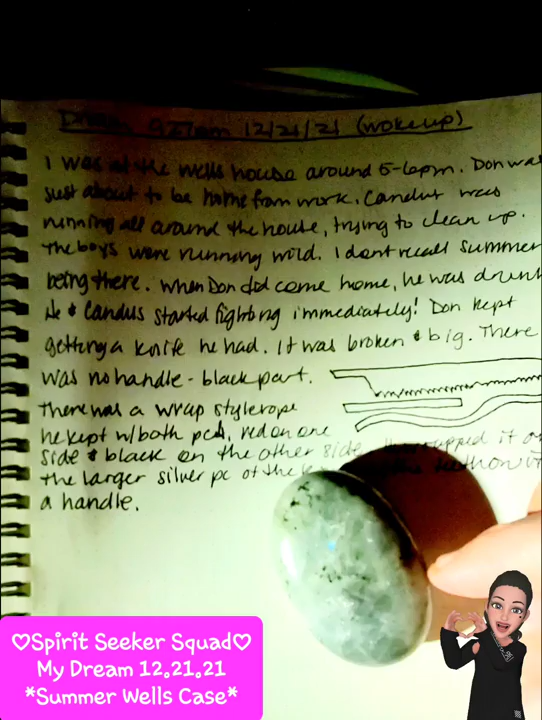 Dream 12/21/21 (woke up)
I was at the wells house around 5-6pm. Don was
just about to be home from work. Candus was
running all around the house, trying to clean up.
The boys were running wild. I dont recall Summer
being there. When Don did come home, he was drunk
He & Candus started fighting immediately! Don kept
getting a knife he had. It was broken & big. There
was no handle - black part.
There was a wrap style rope
he kept w/both pcs, red on one
side & black on the other side. wrapped it
the larger silver pc of the
a handle.
♡Spirit Seeker Squad♡
My Dream 12.21.21
*Summer Wells Case*